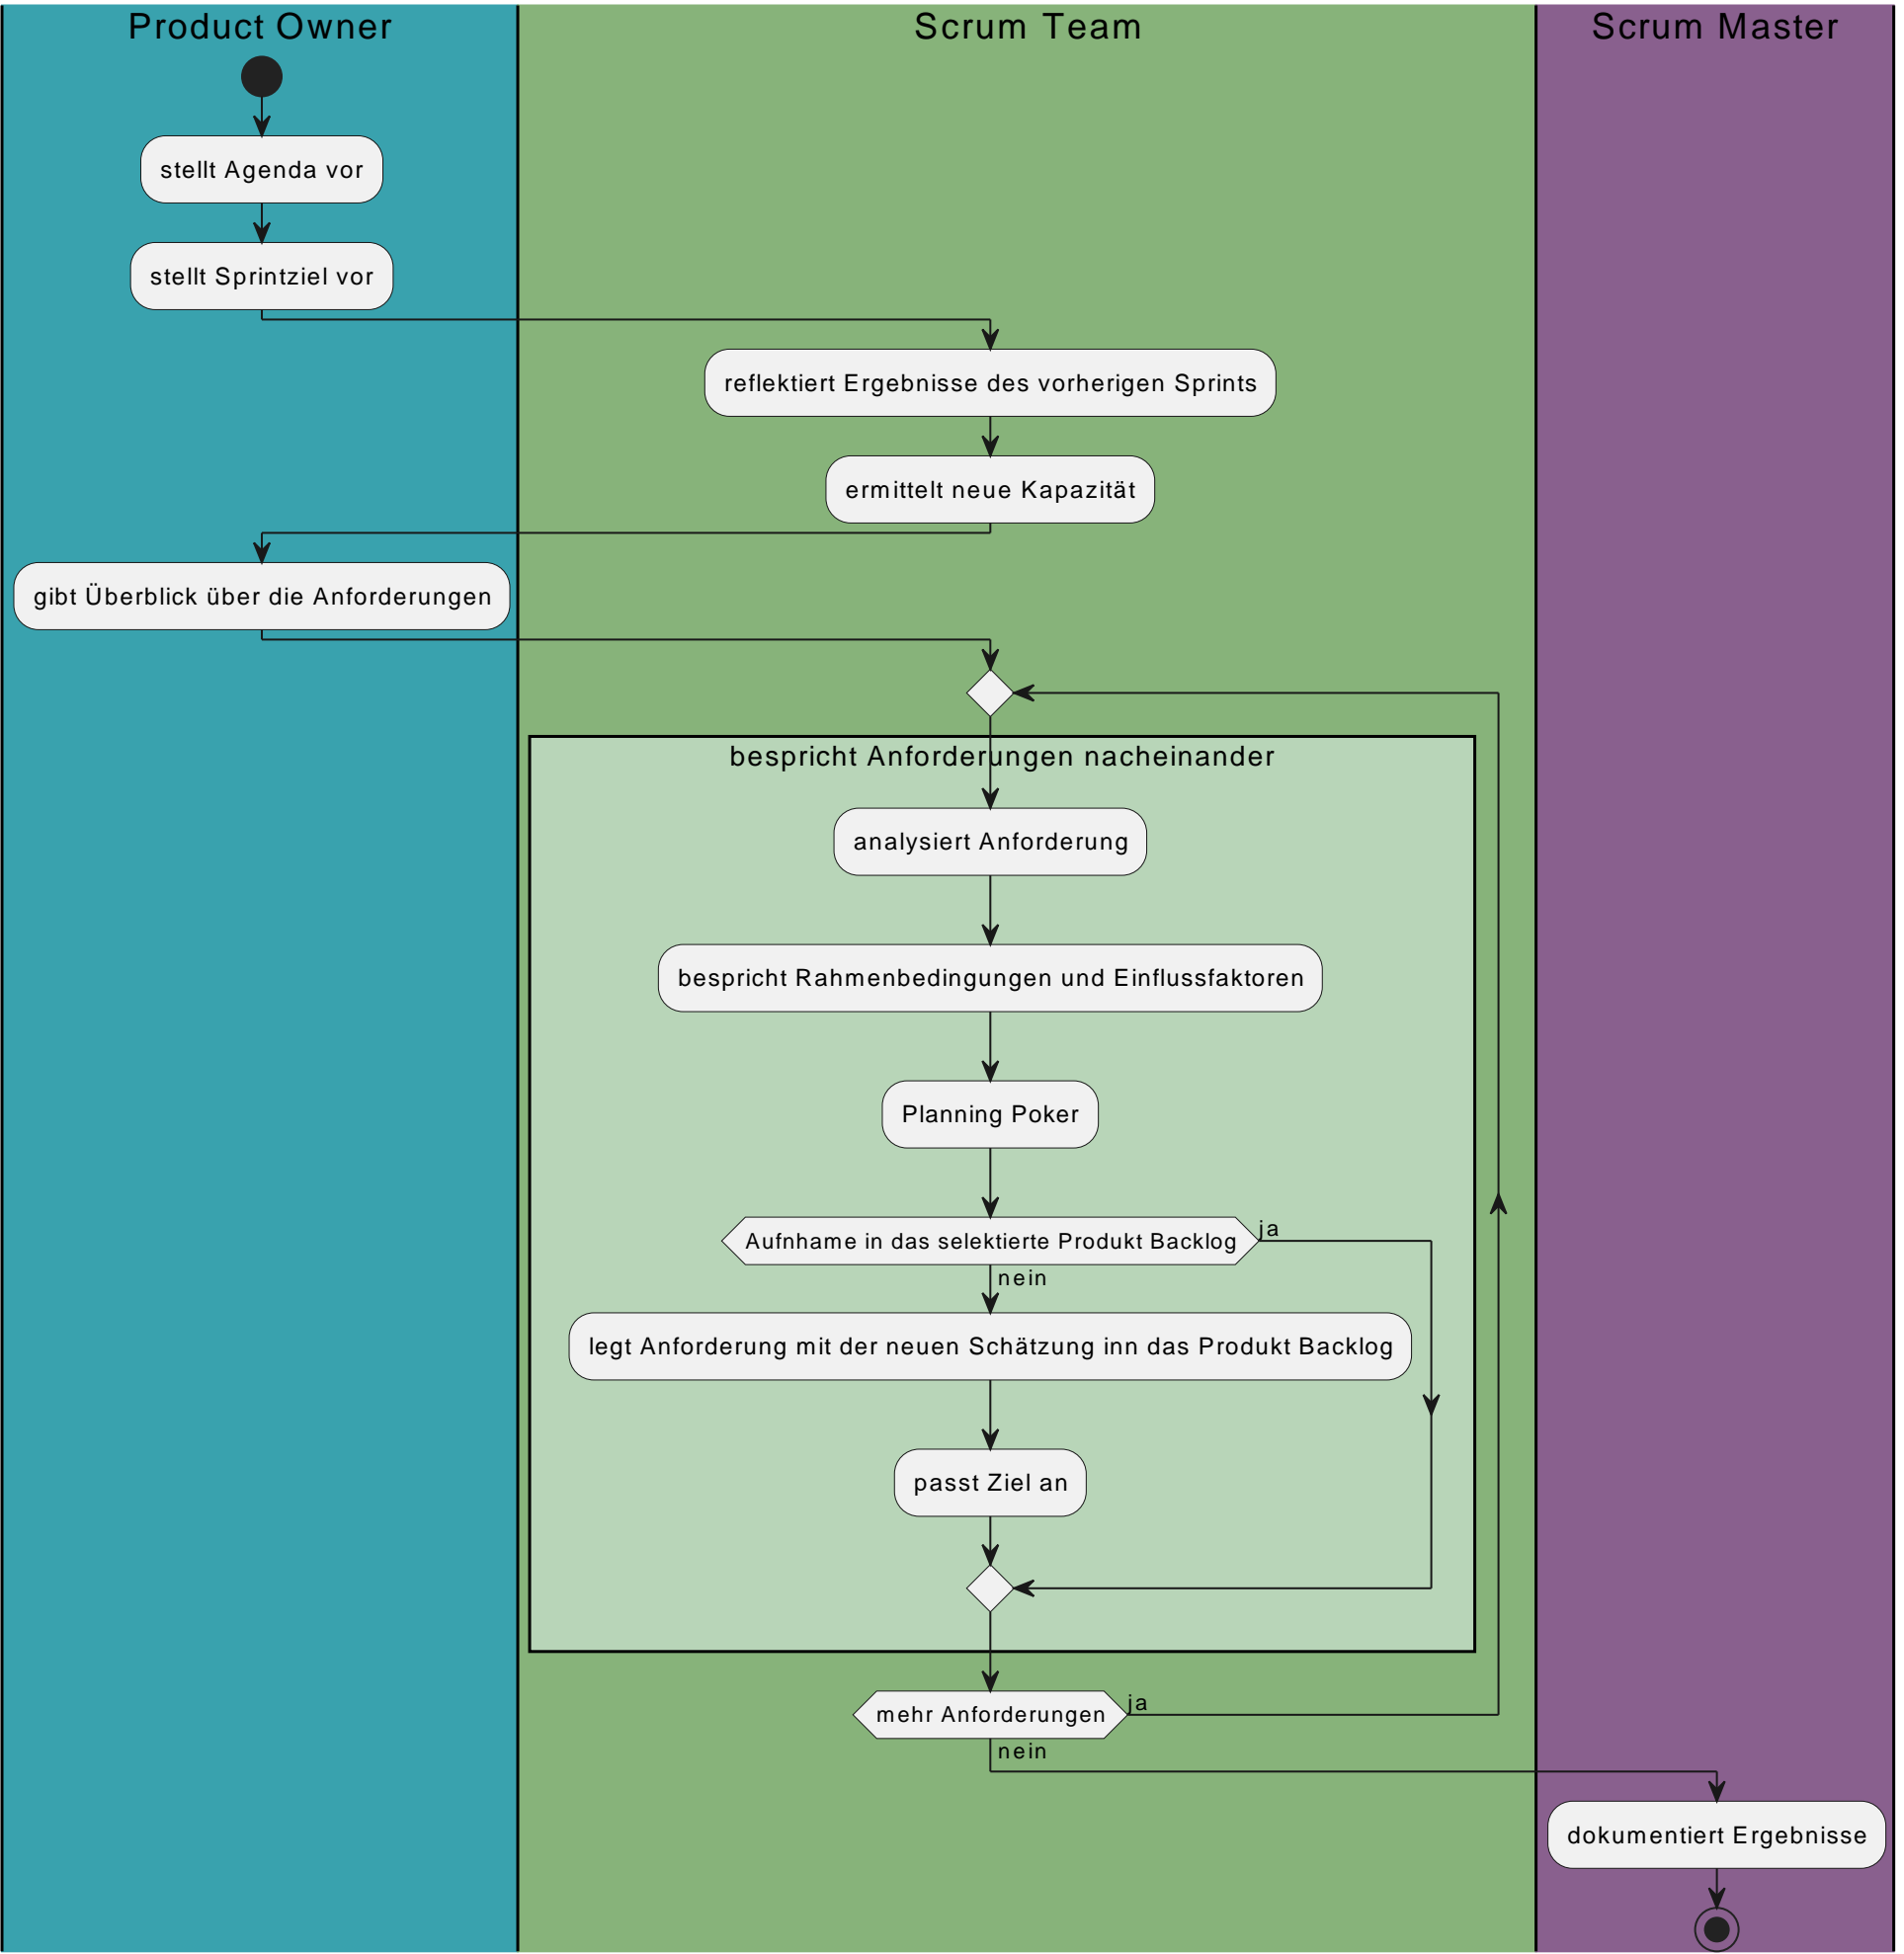 Product Owner
Scrum Team
Scrum Master
stellt Agenda vor
stellt Sprintziel vor
reflektiert Ergebnisse des vorherigen Sprints
ermittelt neue Kapazität
gibt Überblick über die Anforderungen
bespricht Anforderungen nacheinander
analysiert Anforderung
bespricht Rahmenbedingungen und Einflussfaktoren
Planning Poker
Aufnhame in das selektierte Produkt Backlog
ja
nein
legt Anforderung mit der neuen Schätzung inn das Produkt Backlog
passt Ziel an
mehr Anforderungen
ja
nein
dokumentiert Ergebnisse